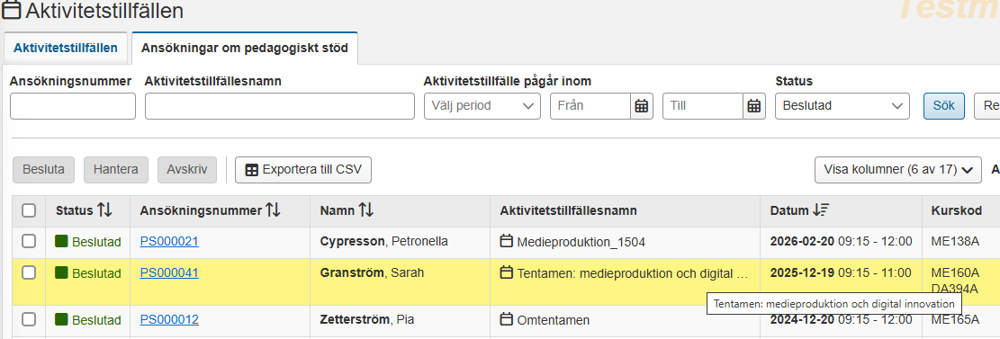 Aktivitetstillfällen
Testm
Aktivitetstillfällen Ansökningar om pedagogiskt stöd
Ansökningsnummer Aktivitetstillfällesnamn Aktivitetstillfälle pågår inom Status
Välj period Från Till Beslutad Sök Re
Besluta Hantera Avskriv Exportera till CSV Visa kolumner (6 av 17) A
Status Ansökningsnummer Namn Aktivitetstillfällesnamn Datum Kurskod
Beslutad PS000021 Cypresson, Petronella Medieproduktion_1504 2026-02-20 09:15 - 12:00 ME138A
Beslutad PS000041 Granström, Sarah Tentamen: medieproduktion och digital ... 2025-12-19 09:15 - 11:00 ME160A
DA394A
Tentamen: medieproduktion och digital innovation
Beslutad PS000012 Zetterström, Pia Omtentamen 2024-12-20 09:15 - 12:00 ME165A